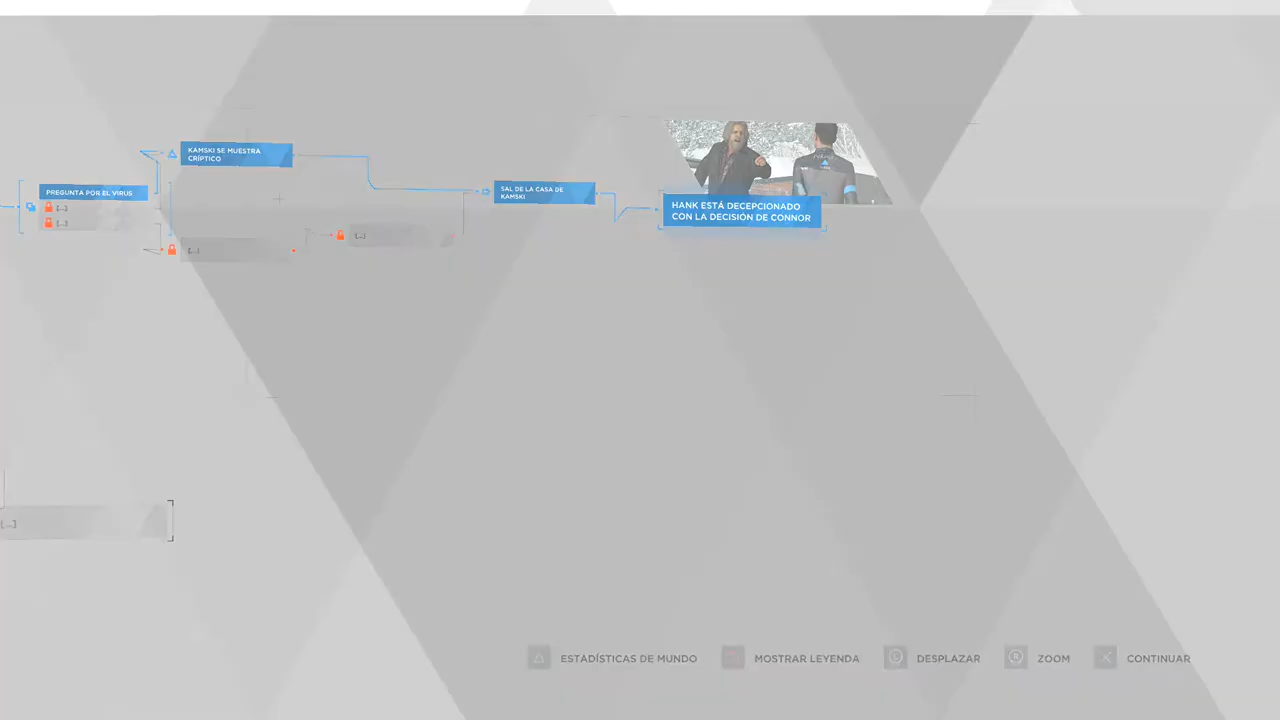 KAMSKI SE MUESTRA
CRÍPTICO
PREGUNTA POR EL VIRUS
[...]
[...]
[...]
[...]
SAL DE LA CASA DE
KAMSKI
HANK ESTÁ DECEPCIONADO
CON LA DECISIÓN DE CONNOR
[...]
ESTADÍSTICAS DE MUNDO
MOSTRAR LEYENDA
DESPLAZAR
ZOOM
CONTINUAR